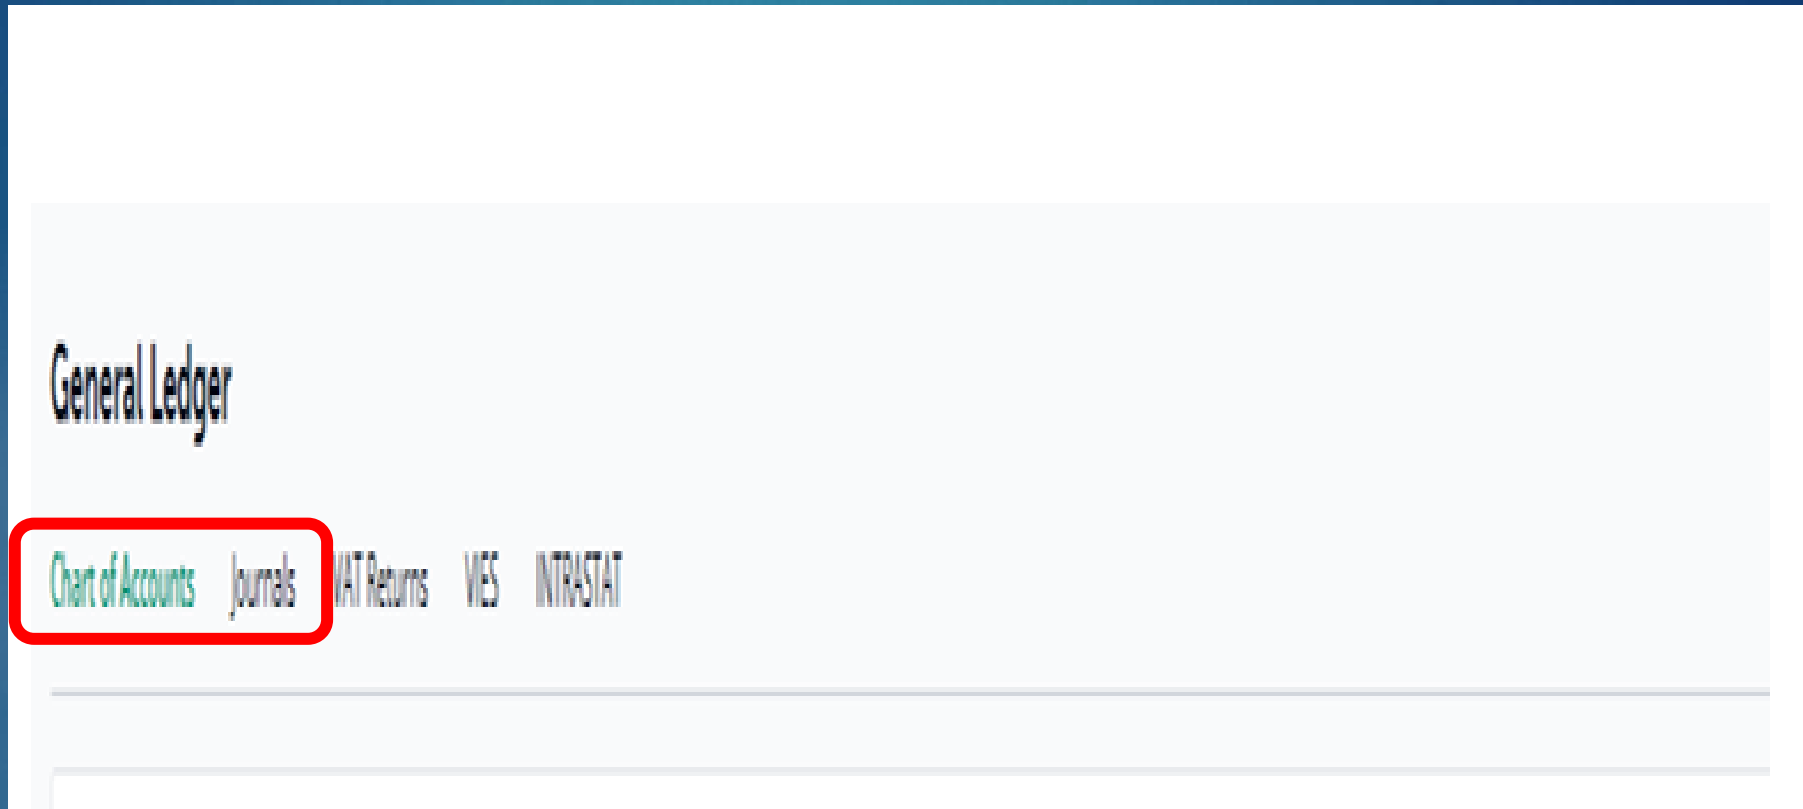 General Ledger
Chart of Accounts Journals VAT Returns VIES INTRASTAT